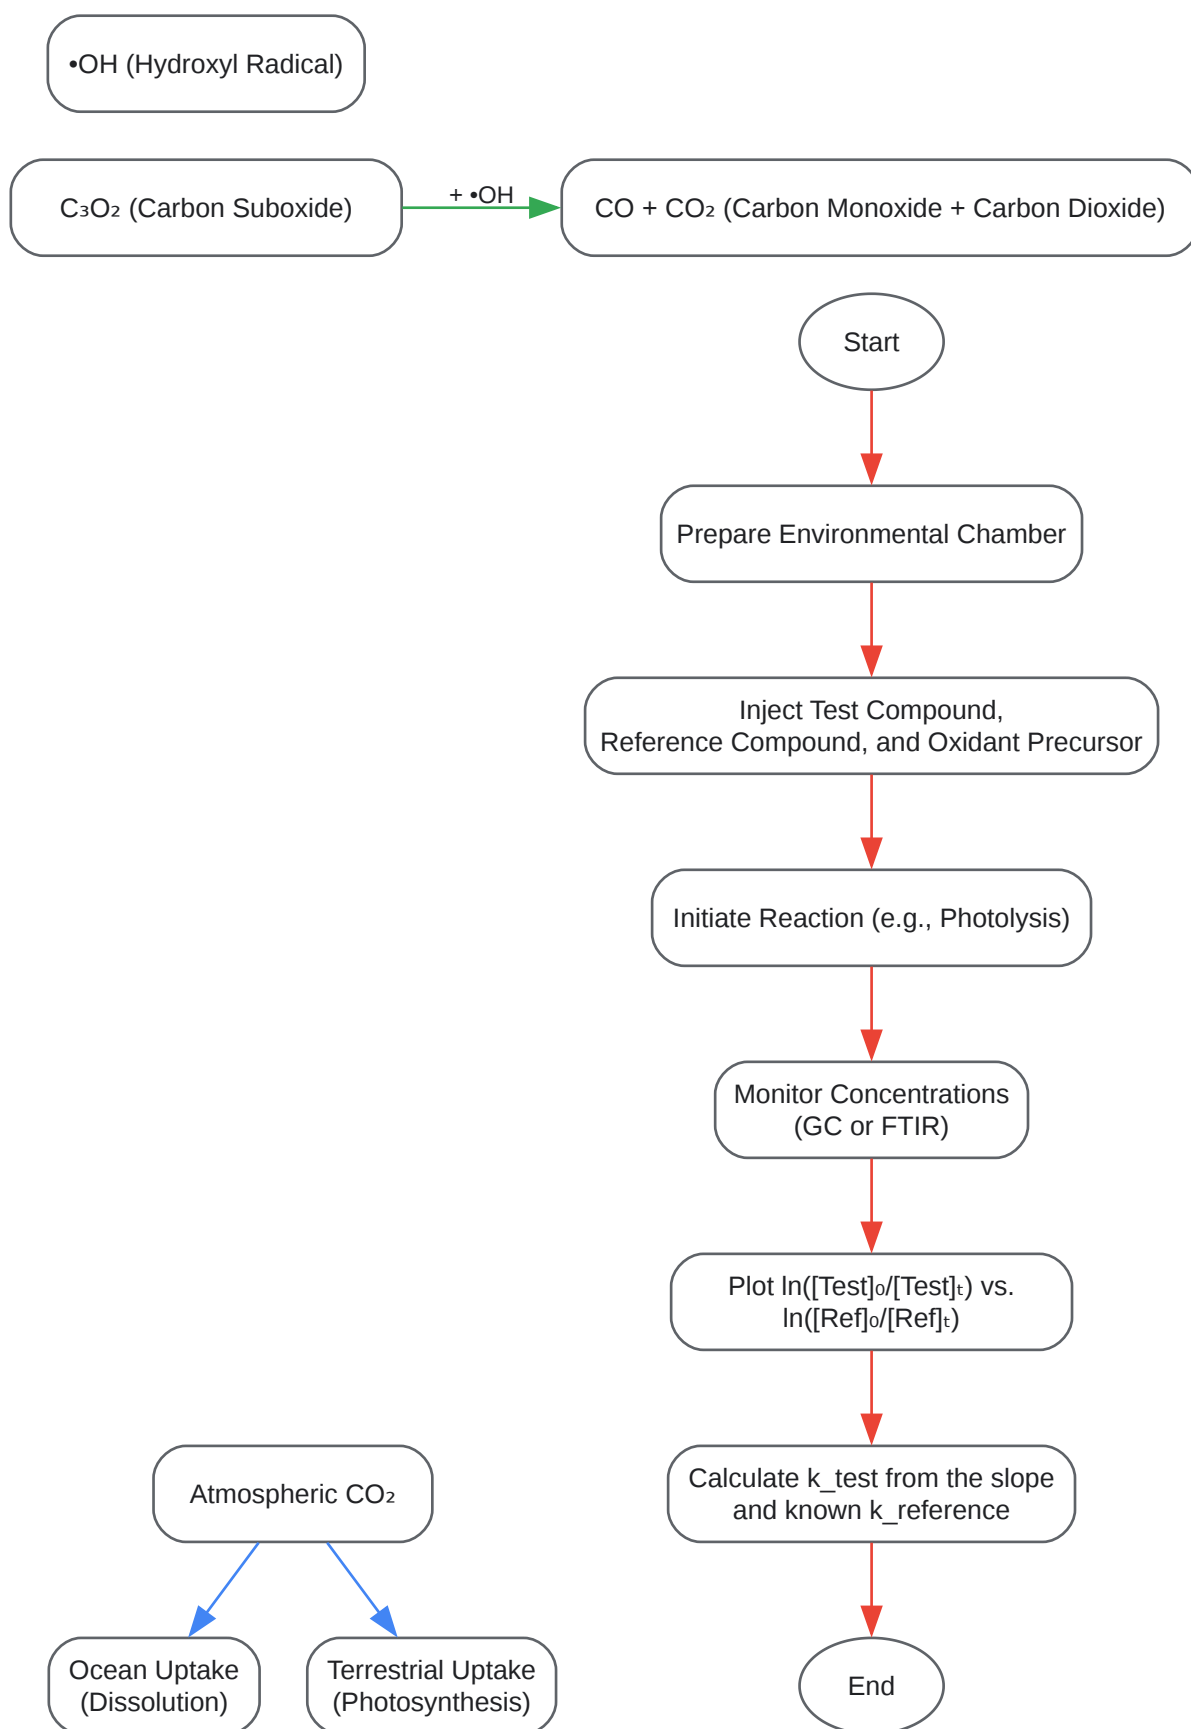 •OH (Hydroxyl Radical)
C₃O₂ (Carbon Suboxide)
+ •OH
CO + CO₂ (Carbon Monoxide + Carbon Dioxide)
Start
Prepare Environmental Chamber
Inject Test Compound,
Reference Compound, and Oxidant Precursor
Initiate Reaction (e.g., Photolysis)
Monitor Concentrations
(GC or FTIR)
Plot ln([Test]₀/[Test]ₜ) vs.
ln([Ref]₀/[Ref]ₜ)
Calculate k_test from the slope
and known k_reference
End
Atmospheric CO₂
Ocean Uptake
(Dissolution)
Terrestrial Uptake
(Photosynthesis)